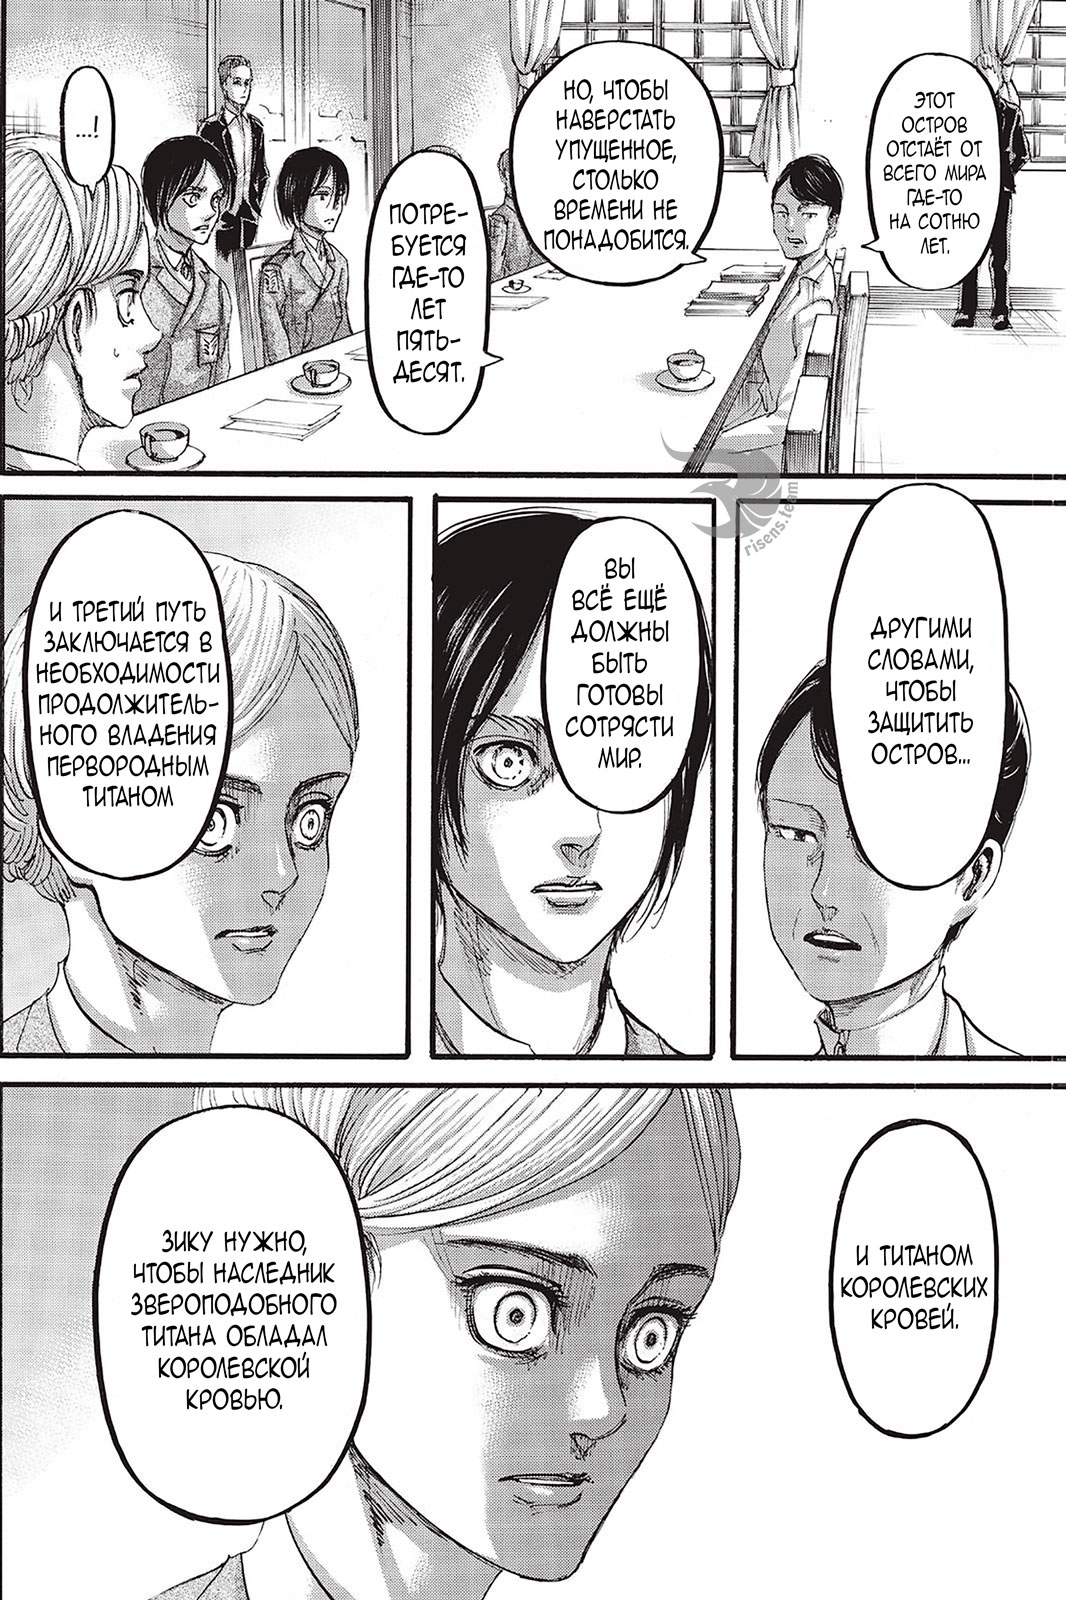 ЭТОТ
ОСТРОВ
ОТСТАЁТ ОТ
ВСЕГО МИРА
ГДЕ-ТО
НА СОТНЮ
ЛЕТ.
НО, ЧТОБЫ
НАВЕРСТАТЬ
УПУЩЕННОЕ,
СТОЛЬКО
ВРЕМЕНИ НЕ
ПОНАДОБИТСЯ.
ПОТРЕ-
БУЕТСЯ
ГДЕ-ТО
ЛЕТ
ПЯТЬ-
ДЕСЯТ.
...!
risens.team
ДРУГИМИ
СЛОВАМИ,
ЧТОБЫ
ЗАЩИТИТЬ
ОСТРОВ...
ВЫ
ВСЁ ЕЩЁ
ДОЛЖНЫ
БЫТЬ
ГОТОВЫ
СОТРЯСТИ
МИР.
И ТРЕТИЙ ПУТЬ
ЗАКЛЮЧАЕТСЯ В
НЕОБХОДИМОСТИ
ПРОДОЛЖИТЕЛЬ-
НОГО ВЛАДЕНИЯ
ПЕРВОРОДНЫМ
ТИТАНОМ
И ТИТАНОМ
КОРОЛЕВСКИХ
КРОВЕЙ.
ЗИКУ НУЖНО,
ЧТОБЫ НАСЛЕДНИК
ЗВЕРОПОДОБНОГО
ТИТАНА ОБЛАДАЛ
КОРОЛЕВСКОЙ
КРОВЬЮ.